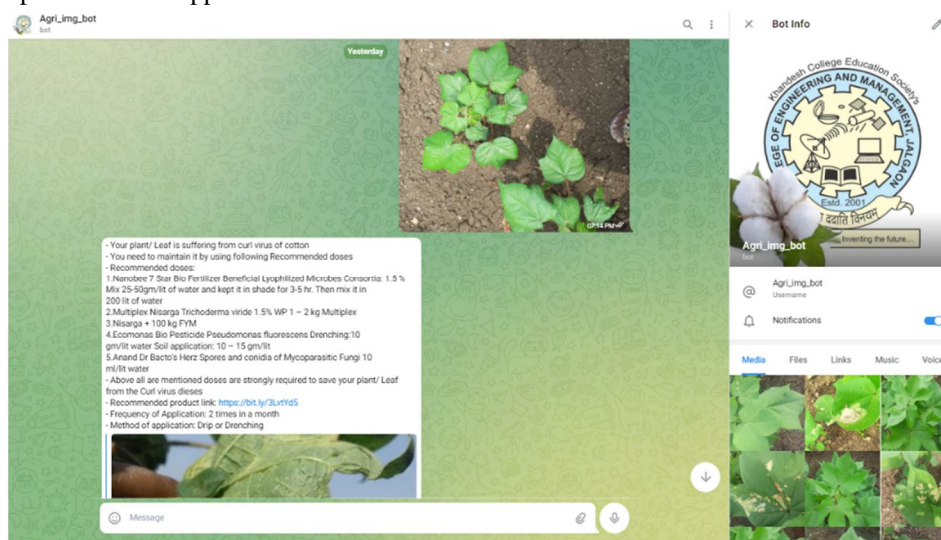 Agri_img_bot
bot
Yesterday
07:14 PM
- Your plant/ Leaf is suffering from curl virus of cotton
- You need to maintain it by using following Recommended doses
- Recommended doses:
1.Nanobee 7 Star Bio Fertilizer Beneficial Lyophilized Microbes Consortia: 1.5 %
Mix 25-50gm/lit of water and kept it in shade for 3-5 hr. Then mix it in
200 lit of water
2.Multiplex Nisarga Trichoderma viride 1.5% WP 1 – 2 kg Multiplex
3.Nisarga + 100 kg FYM
4.Ecomonas Bio Pesticide Pseudomonas fluorescens Drenching:10
gm/lit water Soil application: 10 – 15 gm/lit
5.Anand Dr Bacto's Herz Spores and conidia of Mycoparasitic Fungi 10
ml/lit water
- Above all are mentioned doses are strongly required to save your plant/ Leaf
from the Curl virus dieses
- Recommended product link: https://bit.ly/3LvtYd5
- Frequency of Application: 2 times in a month
- Method of application: Drip or Drenching
Message
Bot Info
Khandesh College Education Society's
EGE OF ENGINEERING AND MANAGEMENT, JALGAON
Estd. 2001
ददाति विनयम
Inventing the future...
Agri_img_bot
bot
Agri_img_bot
Username
Notifications
Media Files Links Music Voice